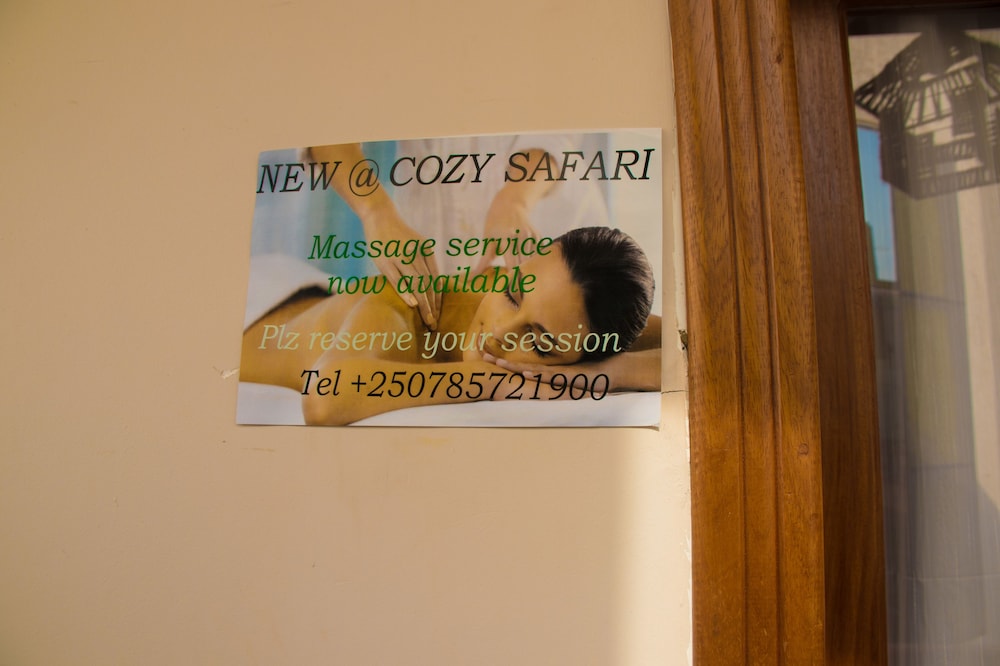 NEW @ COZY SAFARI
Massage service
now available
Plz reserve your session
Tel +250785721900